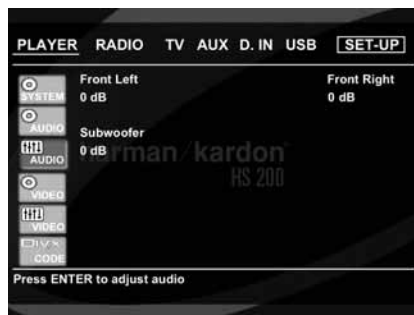 PLAYER RADIO TV AUX D. IN USB SET-UP
Front Left Front Right
0 dB 0 dB
SYSTEM
AUDIO
Subwoofer
0 dB
AUDIO
harman/kardon
HS 200
VIDEO
VIDEO
DivX
CODE
Press ENTER to adjust audio